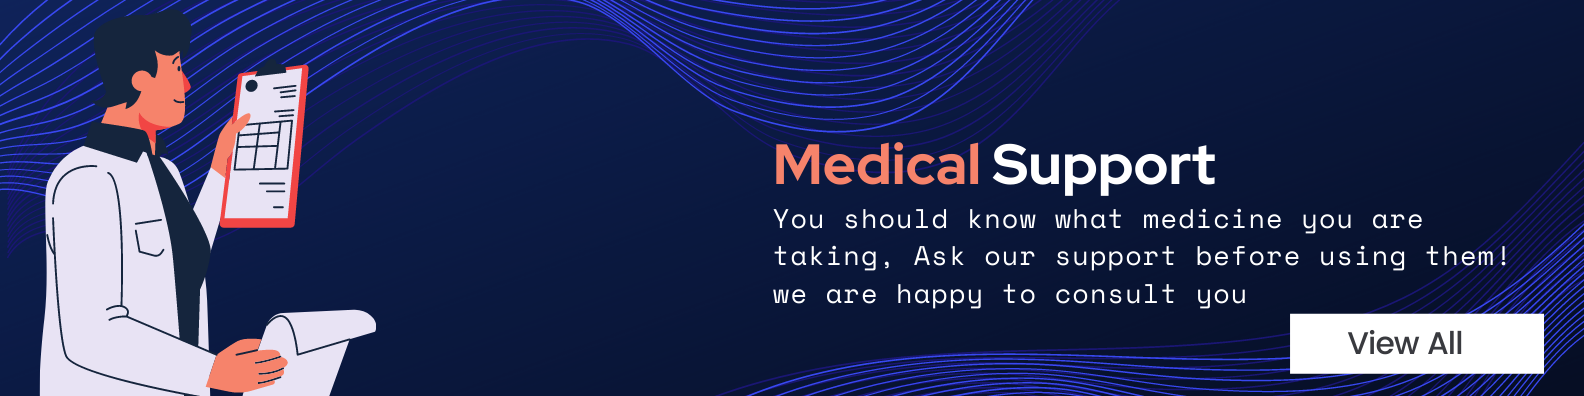 Medical Support
You should know what medicine you are
taking, Ask our support before using them!
we are happy to consult you
View All